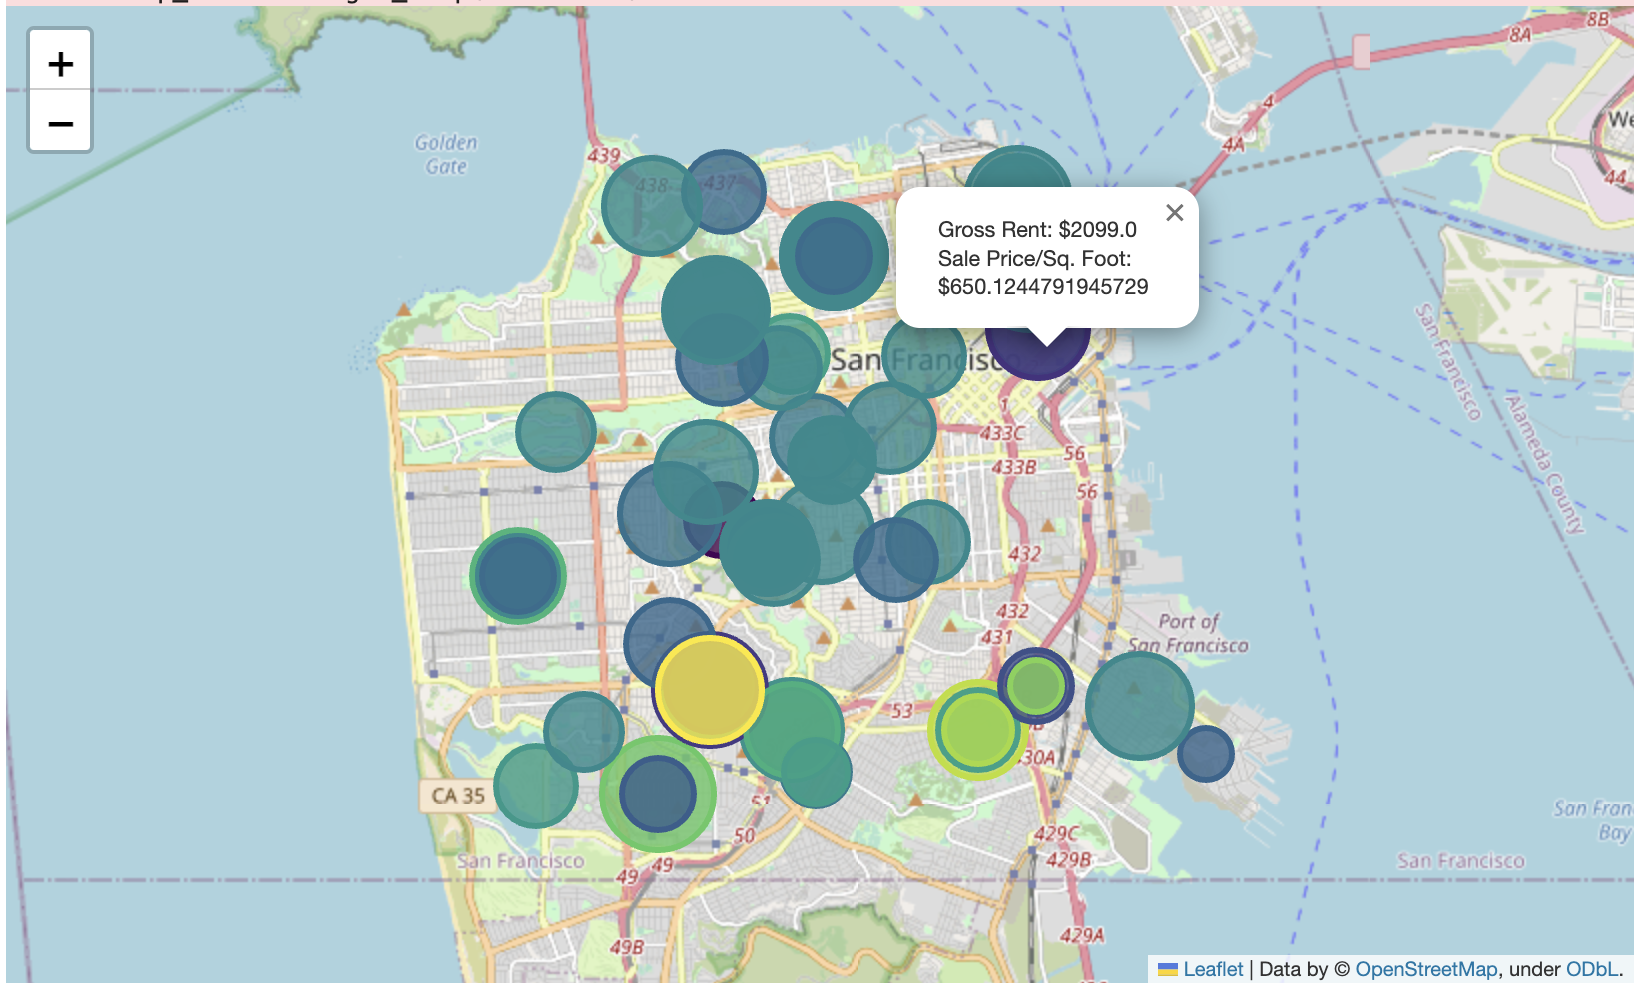 +
−
Golden
Gate
439
438
437
8A
8B
4
4A
44
×
Gross Rent: $2099.0
Sale Price/Sq. Foot:
$650.1244791945729
San Francisco
1
433C
433B
56
56
San Francisco
Alameda County
432
432
431
Port of
San Francisco
53
30A
CA 35
51
50
49
49
429C
429B
San Francisco
San Francisco
Bay
49B
429A
Leaflet | Data by © OpenStreetMap, under ODbL.